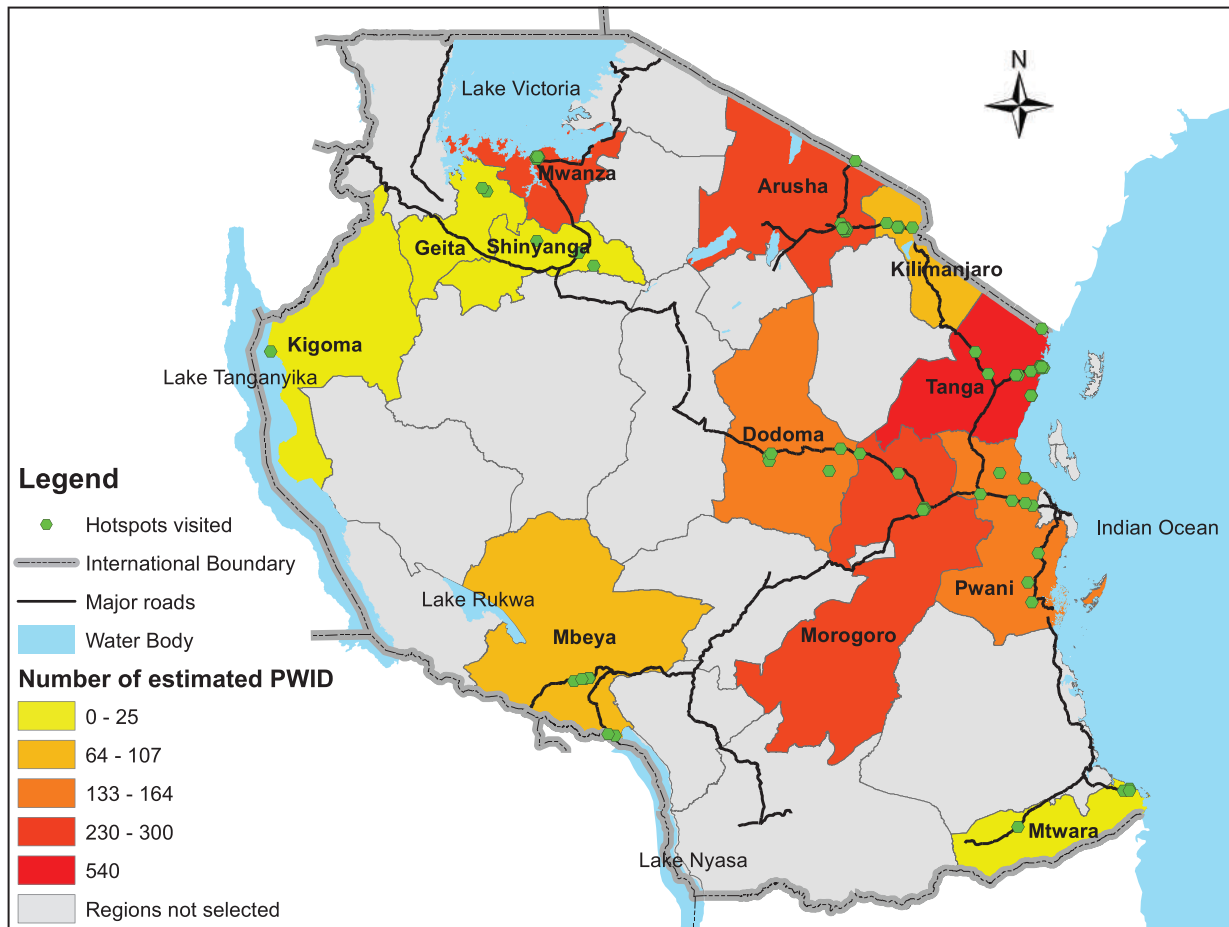 N
Lake Victoria
Mwanza
Arusha
Geita
Shinyanga
Kilimanjaro
Kigoma
Lake Tanganyika
Tanga
Dodoma
Indian Ocean
Pwani
Lake Rukwa
Mbeya
Morogoro
Mtwara
Lake Nyasa
Legend
Hotspots visited
International Boundary
Major roads
Water Body
Number of estimated PWID
0 - 25
64 - 107
133 - 164
230 - 300
540
Regions not selected